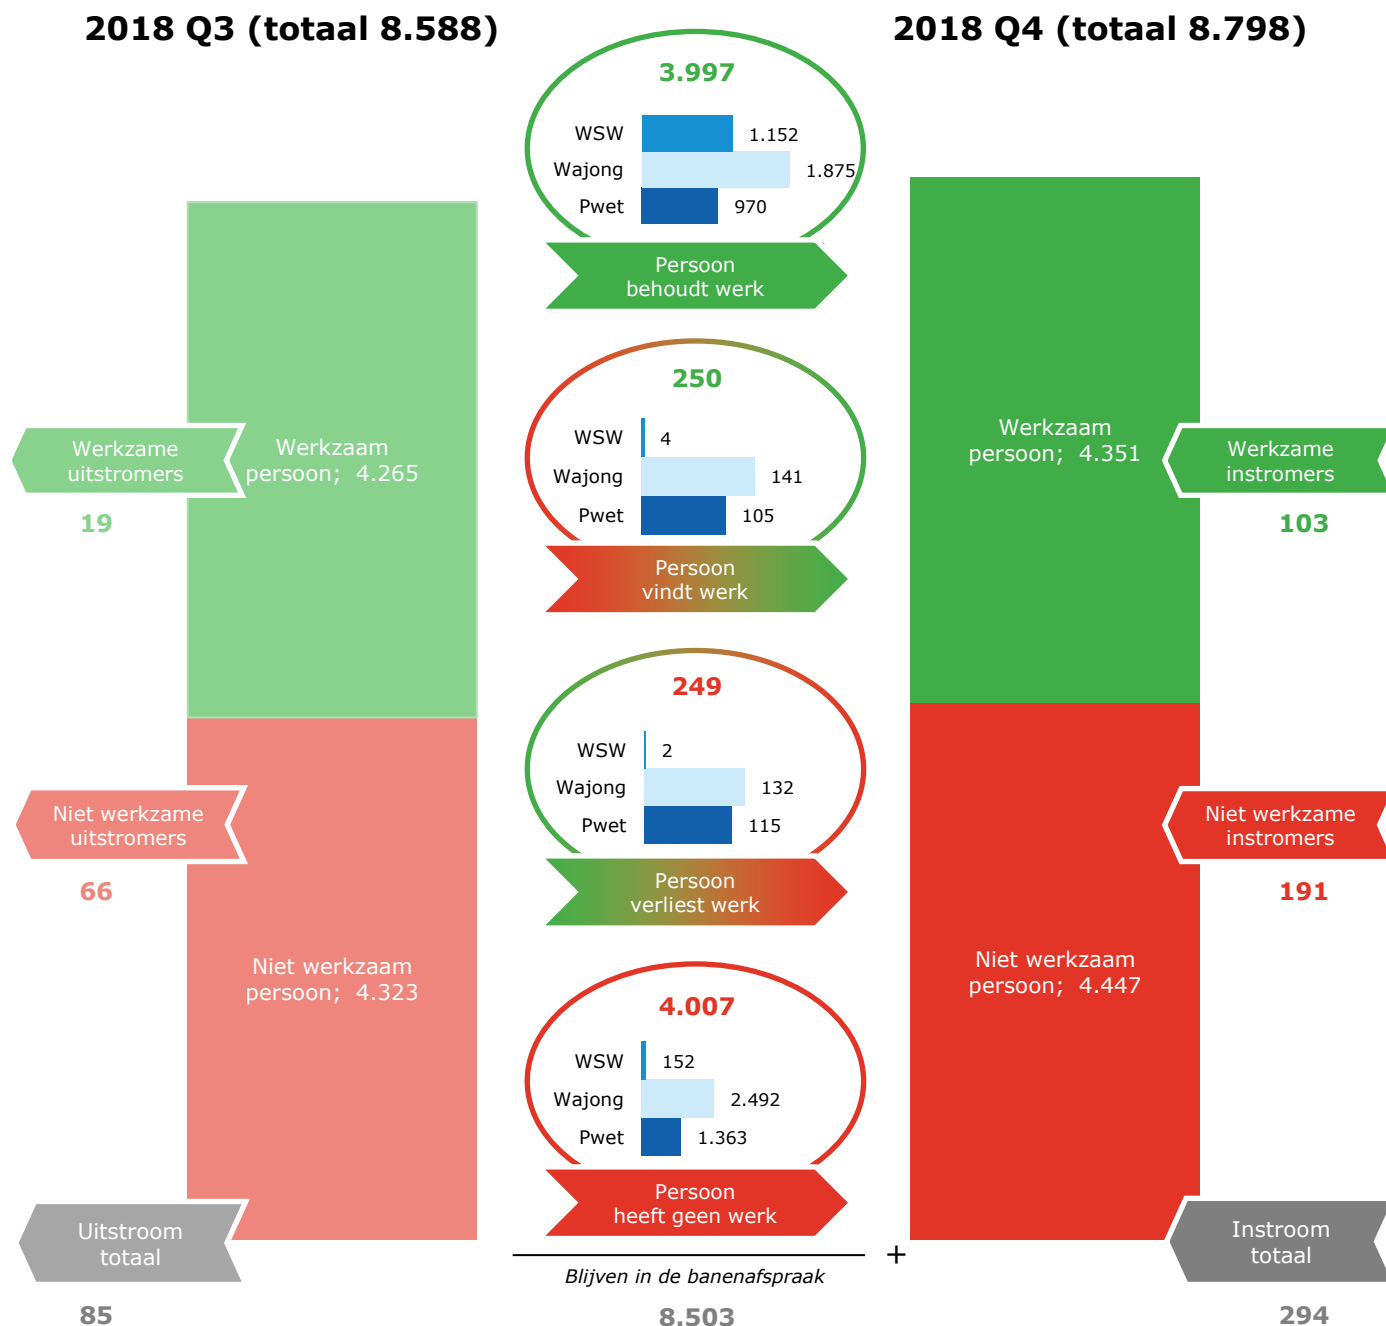 2018 Q3 (totaal 8.588)
2018 Q4 (totaal 8.798)
3.997
WSW 1.152
Wajong 1.875
Pwet 970
Persoon
behoudt werk
250
WSW 4
Wajong 141
Pwet 105
Persoon
vindt werk
249
WSW 2
Wajong 132
Pwet 115
Persoon
verliest werk
4.007
WSW 152
Wajong 2.492
Pwet 1.363
Persoon
heeft geen werk
Blijven in de banenafspraak
8.503
+
Werkzame
uitstromers
19
Werkzaam
persoon; 4.265
Niet werkzame
uitstromers
66
Niet werkzaam
persoon; 4.323
Uitstroom
totaal
85
Werkzaam
persoon; 4.351
Werkzame
instromers
103
Niet werkzame
instromers
191
Niet werkzaam
persoon; 4.447
Instroom
totaal
294